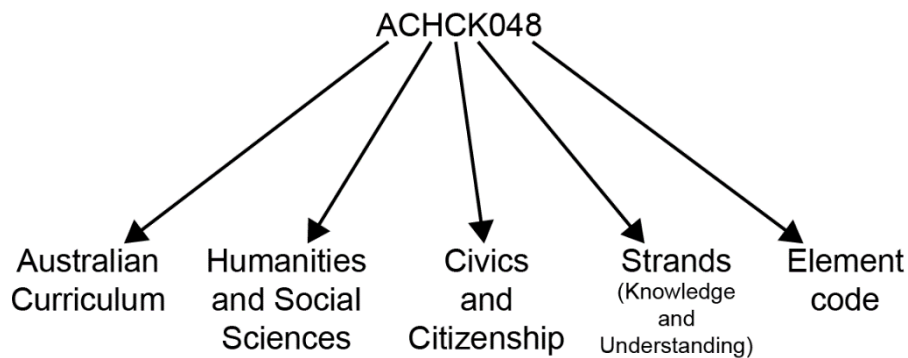 ACHCK048
Australian
Curriculum
Humanities
and Social
Sciences
Civics
and
Citizenship
Strands
(Knowledge
and
Understanding)
Element
code